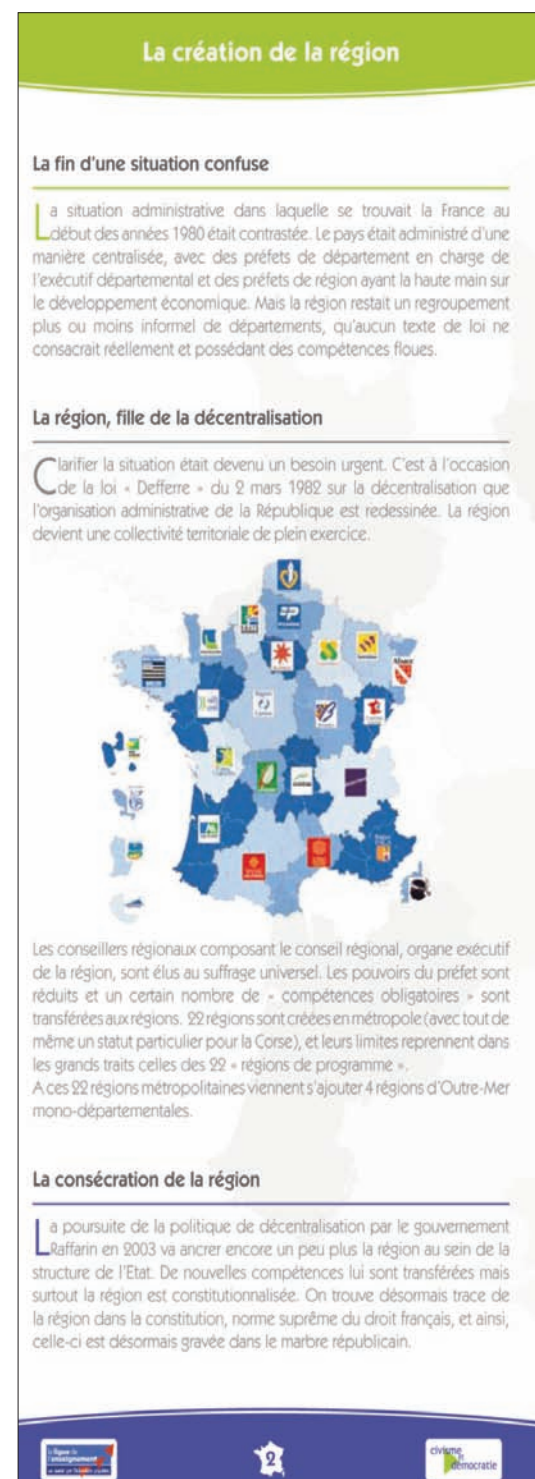 La création de la région
La fin d'une situation confuse
La situation administrative dans laquelle se trouvait la France au
début des années 1980 était contrastée. Le pays était administré d'une
manière centralisée, avec des préfets de département en charge de
l'exécutif départemental et des préfets de région ayant la haute main sur
le développement économique. Mais la région restait un regroupement
plus ou moins informel de départements, qu'aucun texte de loi ne
consacrait réellement et possédant des compétences floues.
La région, fille de la décentralisation
Clarifier la situation était devenu un besoin urgent. C'est à l'occasion
de la loi « Defferre » du 2 mars 1982 sur la décentralisation que
l'organisation administrative de la République est redessinée. La région
devient une collectivité territoriale de plein exercice.
Alsace
Région
Centre
Les conseillers régionaux composant le conseil régional, organe exécutif
de la région, sont élus au suffrage universel. Les pouvoirs du préfet sont
réduits et un certain nombre de « compétences obligatoires » sont
transférées aux régions. 22 régions sont créées en métropole (avec tout de
même un statut particulier pour la Corse), et leurs limites reprennent dans
les grands traits celles des 22 « régions de programme ».
A ces 22 régions métropolitaines viennent s'ajouter 4 régions d'Outre-Mer
mono-départementales.
La consécration de la région
La poursuite de la politique de décentralisation par le gouvernement
Raffarin en 2003 va ancrer encore un peu plus la région au sein de la
structure de l'Etat. De nouvelles compétences lui sont transférées mais
surtout la région est constitutionnalisée. On trouve désormais trace de
la région dans la constitution, norme suprême du droit français, et ainsi,
celle-ci est désormais gravée dans le marbre républicain.
la ligue de
l'enseignement
2
civisme et
démocratie